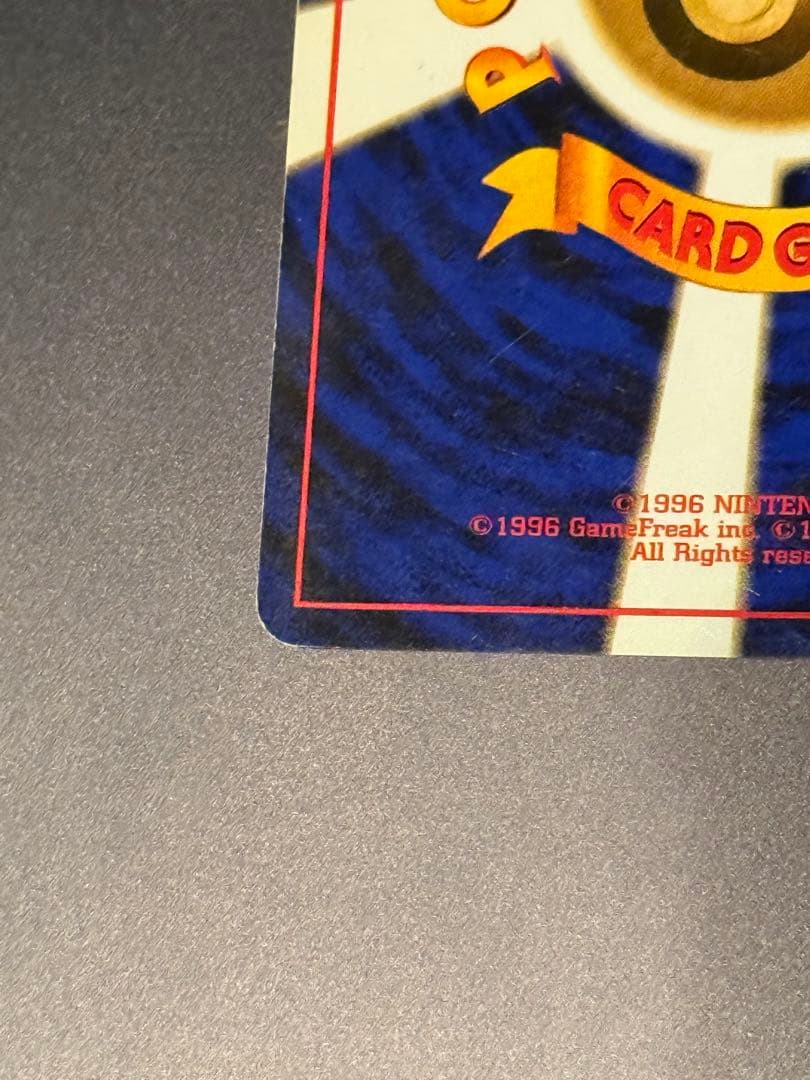 P
CARD G
©1996 NINTEN
©1996 GameFreak inc. ©1
All Rights rese